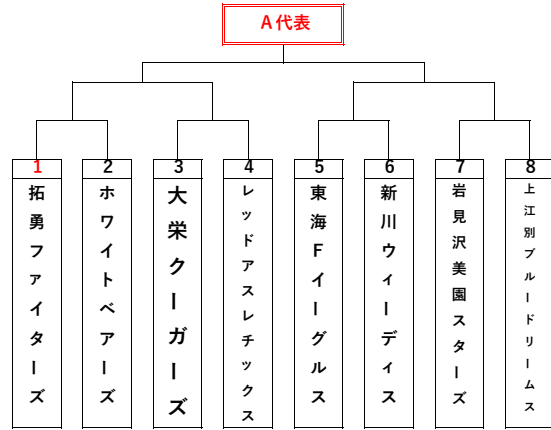 A代表
1
2
3
4
5
6
7
8
拓勇ファイターズ
ホワイトベアーズ
大栄クーガーズ
レッドアスレチックス
東海Fイーグルス
新川ウィーディス
岩見沢美園スターズ
上江別ブルードリームス